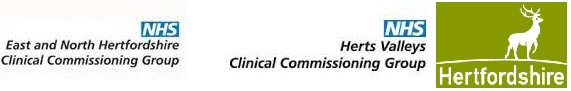 NHS
East and North Hertfordshire
Clinical Commissioning Group
NHS
Herts Valleys
Clinical Commissioning Group
Hertfordshire